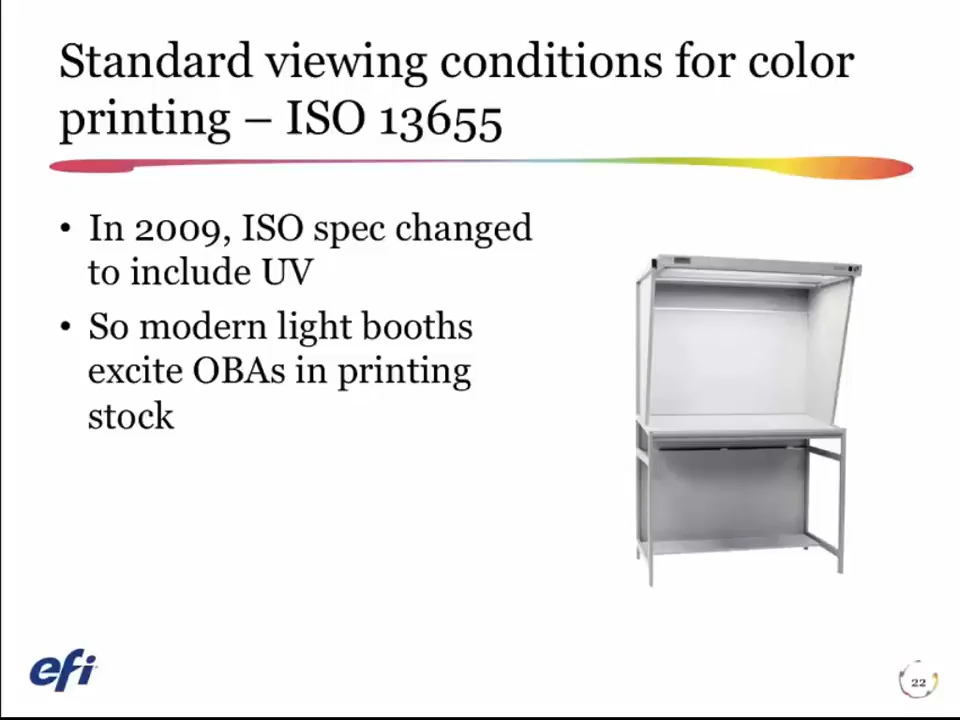 Standard viewing conditions for color
printing – ISO 13655
• In 2009, ISO spec changed
to include UV
• So modern light booths
excite OBAs in printing
stock
efi
22